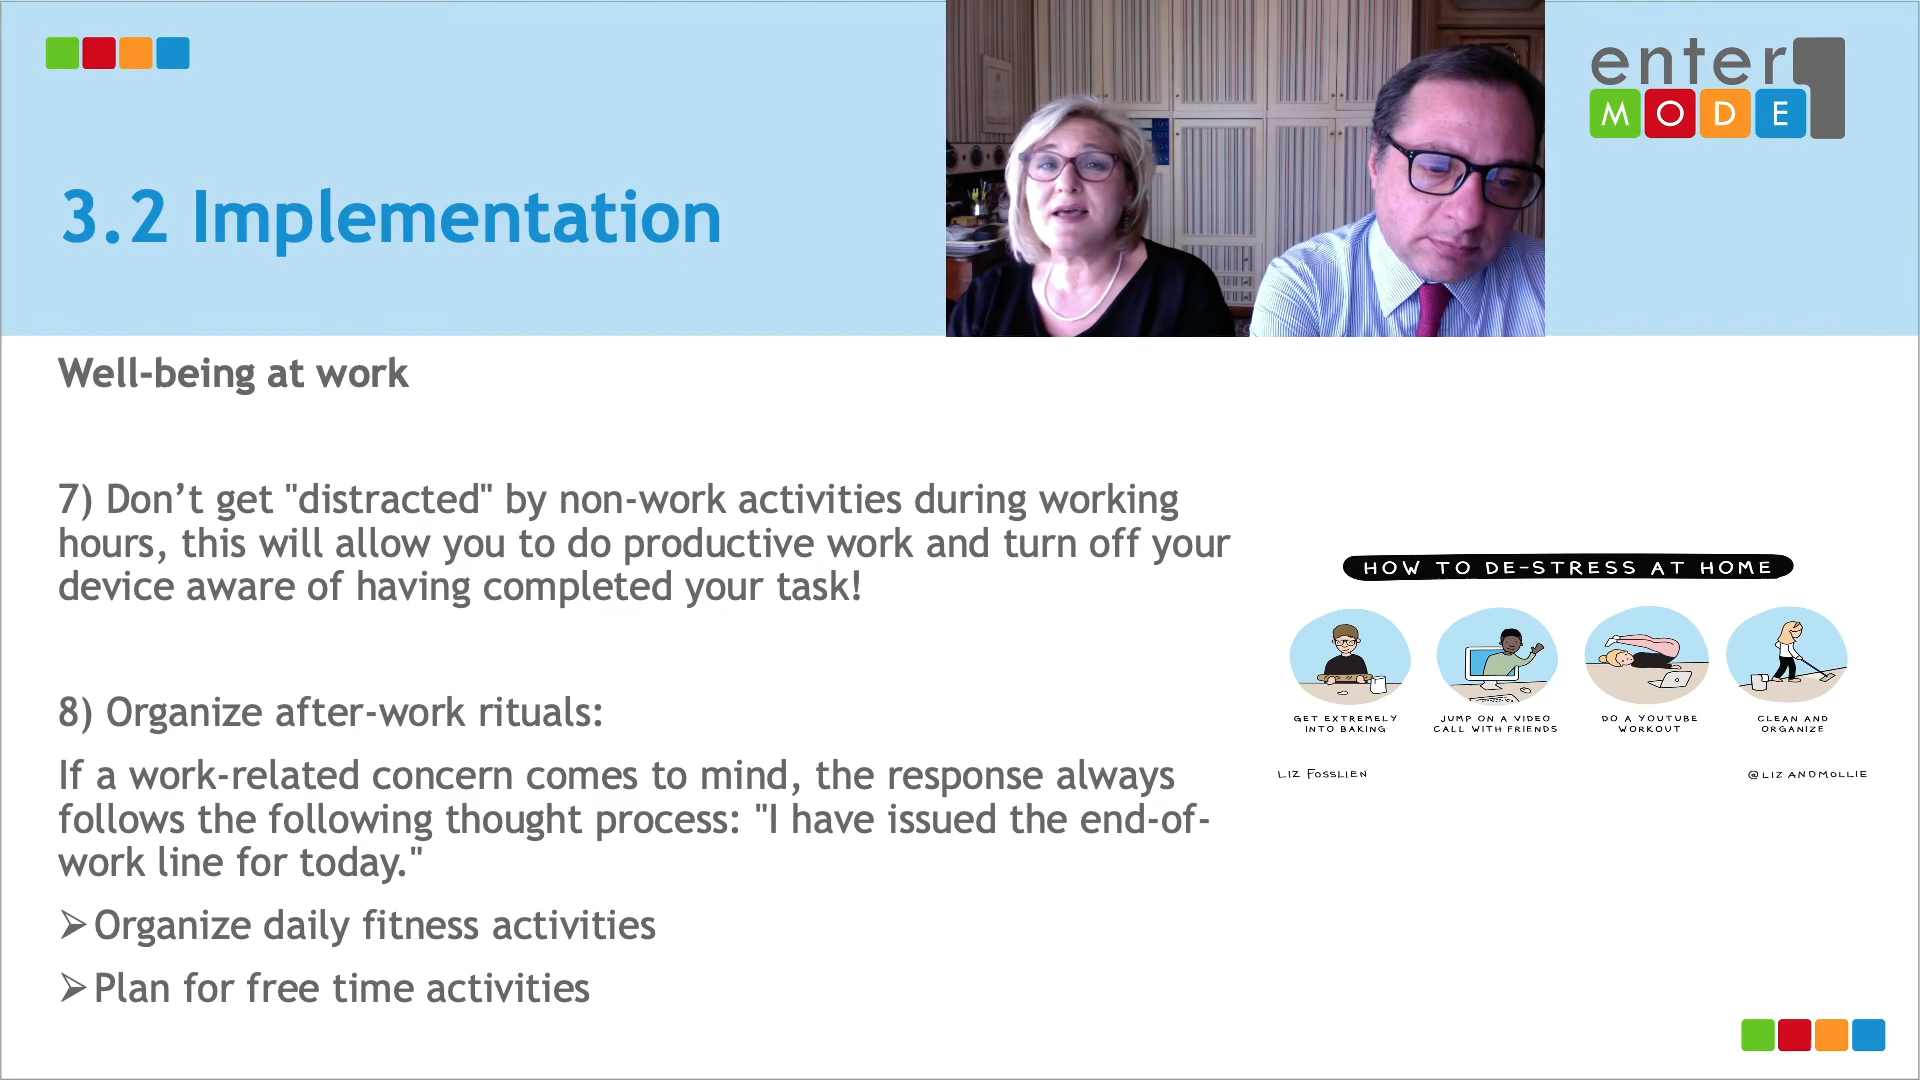 enter
MODE
3.2 Implementation
Well-being at work
7) Don’t get "distracted" by non-work activities during working
hours, this will allow you to do productive work and turn off your
device aware of having completed your task!
8) Organize after-work rituals:
If a work-related concern comes to mind, the response always
follows the following thought process: "I have issued the end-of-
work line for today."
➢Organize daily fitness activities
➢Plan for free time activities
HOW TO DE-STRESS AT HOME
GET EXTREMELY
INTO BAKING
JUMP ON A VIDEO
CALL WITH FRIENDS
DO A YOUTUBE
WORKOUT
CLEAN AND
ORGANIZE
LIZ FOSSLIEN
@LIZANDMOLLIE